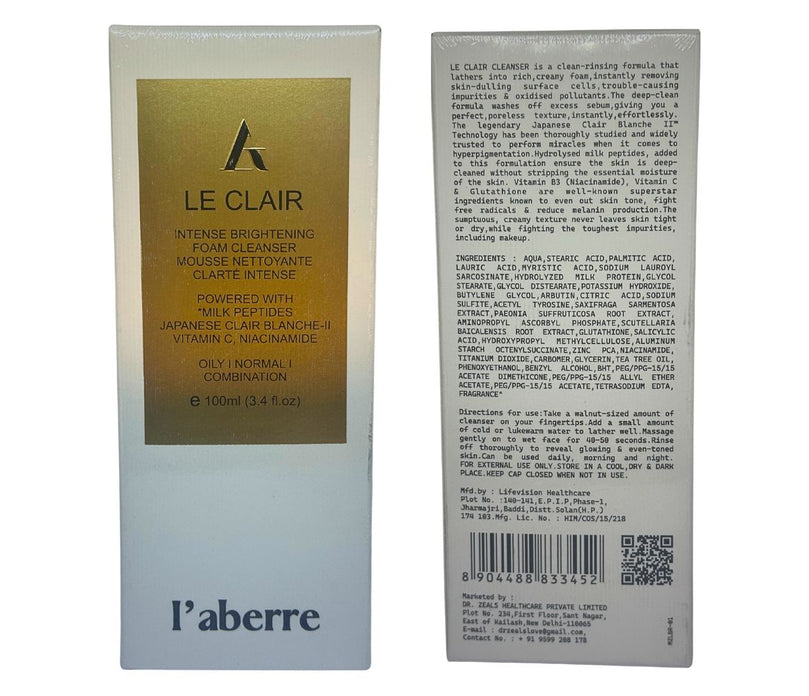 LE CLAIR
INTENSE BRIGHTENING
FOAM CLEANSER
MOUSSE NETTOYANTE
CLARTÉ INTENSE
POWERED WITH
*MILK PEPTIDES
JAPANESE CLAIR BLANCHE-II
VITAMIN C, NIACINAMIDE
OILY I NORMAL I
COMBINATION
e 100ml (3.4 fl.oz)
l'aberre
LE CLAIR CLEANSER is a clean-rinsing formula that
lathers into rich,creamy foam,instantly removing
skin-dulling surface cells,trouble-causing
impurities & oxidised pollutants.The deep-clean
formula washes off excess sebum,giving you a
perfect,poreless texture,instantly,effortlessly.
The legendary Japanese Clair Blanche II™
Technology has been thoroughly studied and widely
trusted to perform miracles when it comes to
hyperpigmentation.Hydrolysed milk peptides, added
to this formulation ensure the skin is deep-
cleaned without stripping the essential moisture
of the skin. Vitamin B3 (Niacinamide), Vitamin C
& Glutathione are well-known superstar
ingredients known to even out skin tone, fight
free radicals & reduce melanin production.The
sumptuous, creamy texture never leaves skin tight
or dry,while fighting the toughest impurities,
including makeup.
INGREDIENTS : AQUA,STEARIC ACID,PALMITIC ACID,
LAURIC ACID,MYRISTIC ACID,SODIUM LAUROYL
SARCOSINATE,HYDROLYZED MILK PROTEIN,GLYCOL
STEARATE,GLYCOL DISTEARATE,POTASSIUM HYDROXIDE,
BUTYLENE GLYCOL,ARBUTIN,CITRIC ACID,SODIUM
SULFITE,ACETYL TYROSINE,SAXIFRAGA SARMENTOSA
EXTRACT,PAEONIA SUFFRUTICOSA ROOT EXTRACT,
AMINOPROPYL ASCORBYL PHOSPHATE,SCUTELLARIA
BAICALENSIS ROOT EXTRACT,GLUTATHIONE,SALICYLIC
ACID,HYDROXYPROPYL METHYLCELLULOSE,ALUMINUM
STARCH OCTENYLSUCCINATE,ZINC PCA,NIACINAMIDE,
TITANIUM DIOXIDE,CARBOMER,GLYCERIN,TEA TREE OIL,
PHENOXYETHANOL,BENZYL ALCOHOL,BHT,PEG/PPG-15/15
ACETATE DIMETHICONE,PEG/PPG-15/15 ALLYL ETHER
ACETATE,PEG/PPG-15/15 ACETATE,TETRASODIUM EDTA,
FRAGRANCE*
Directions for use:Take a walnut-sized amount of
cleanser on your fingertips.Add a small amount
of cold or lukewarm water to lather well.Massage
gently on to wet face for 40-50 seconds.Rinse
off thoroughly to reveal glowing & even-toned
skin.Can be used daily, morning and night.
FOR EXTERNAL USE ONLY.STORE IN A COOL,DRY & DARK
PLACE.KEEP CAP CLOSED WHEN NOT IN USE.
Mfd.by : Lifevision Healthcare
Plot No. :140-141,E.P.I.P,Phase-1,
Jharmajri,Baddi,Distt.Solan(H.P.)
174 103.Mfg. Lic. No. : HIM/COS/15/218
8 904488 833452
Marketed by :
DR. ZEALS HEALTHCARE PRIVATE LIMITED
Plot No. 234,First Floor,Sant Nagar,
East of Kailash,New Delhi-110065
E-mail : drzealslove@gmail.com
Contact No. : + 91 9599 288 178